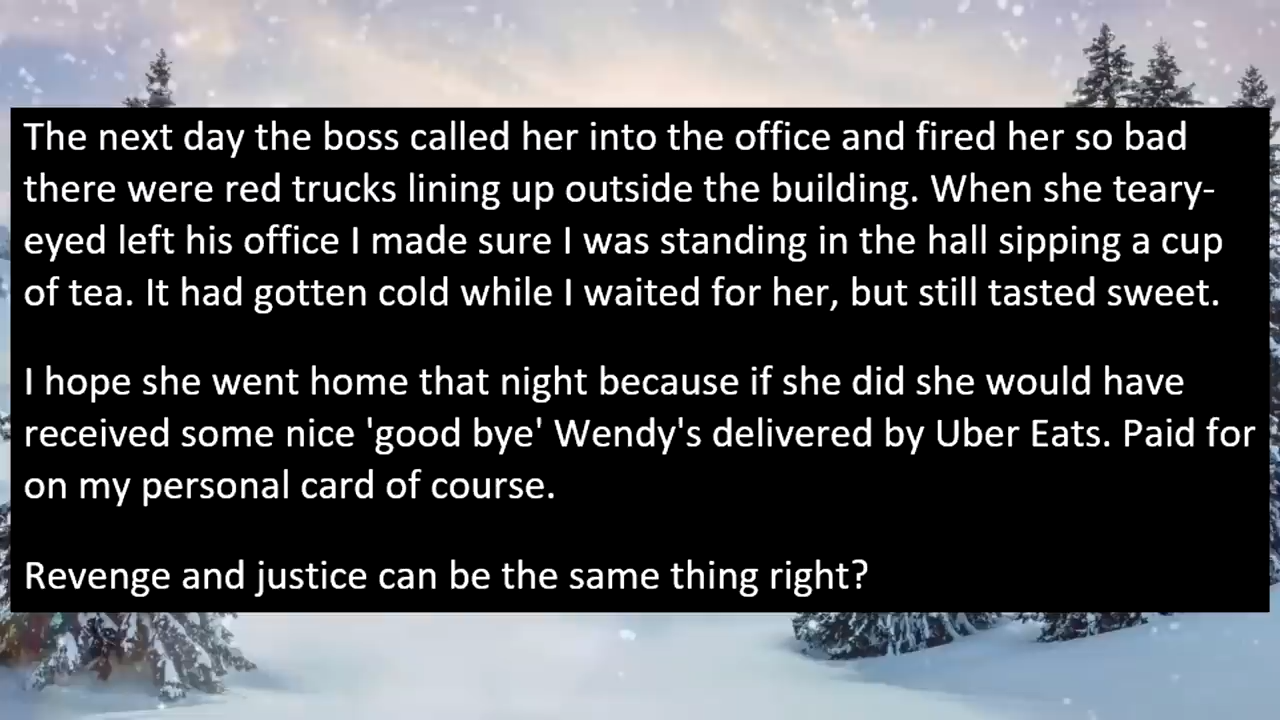 The next day the boss called her into the office and fired her so bad
there were red trucks lining up outside the building. When she teary-
eyed left his office I made sure I was standing in the hall sipping a cup
of tea. It had gotten cold while I waited for her, but still tasted sweet.
I hope she went home that night because if she did she would have
received some nice 'good bye' Wendy's delivered by Uber Eats. Paid for
on my personal card of course.
Revenge and justice can be the same thing right?